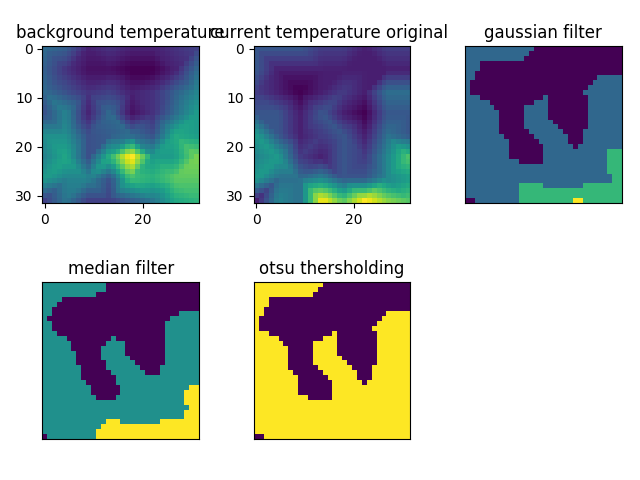 background temperature
current temperature original
gaussian filter
0
10
20
30
0
20
0
10
20
30
0
20
median filter
otsu thersholding